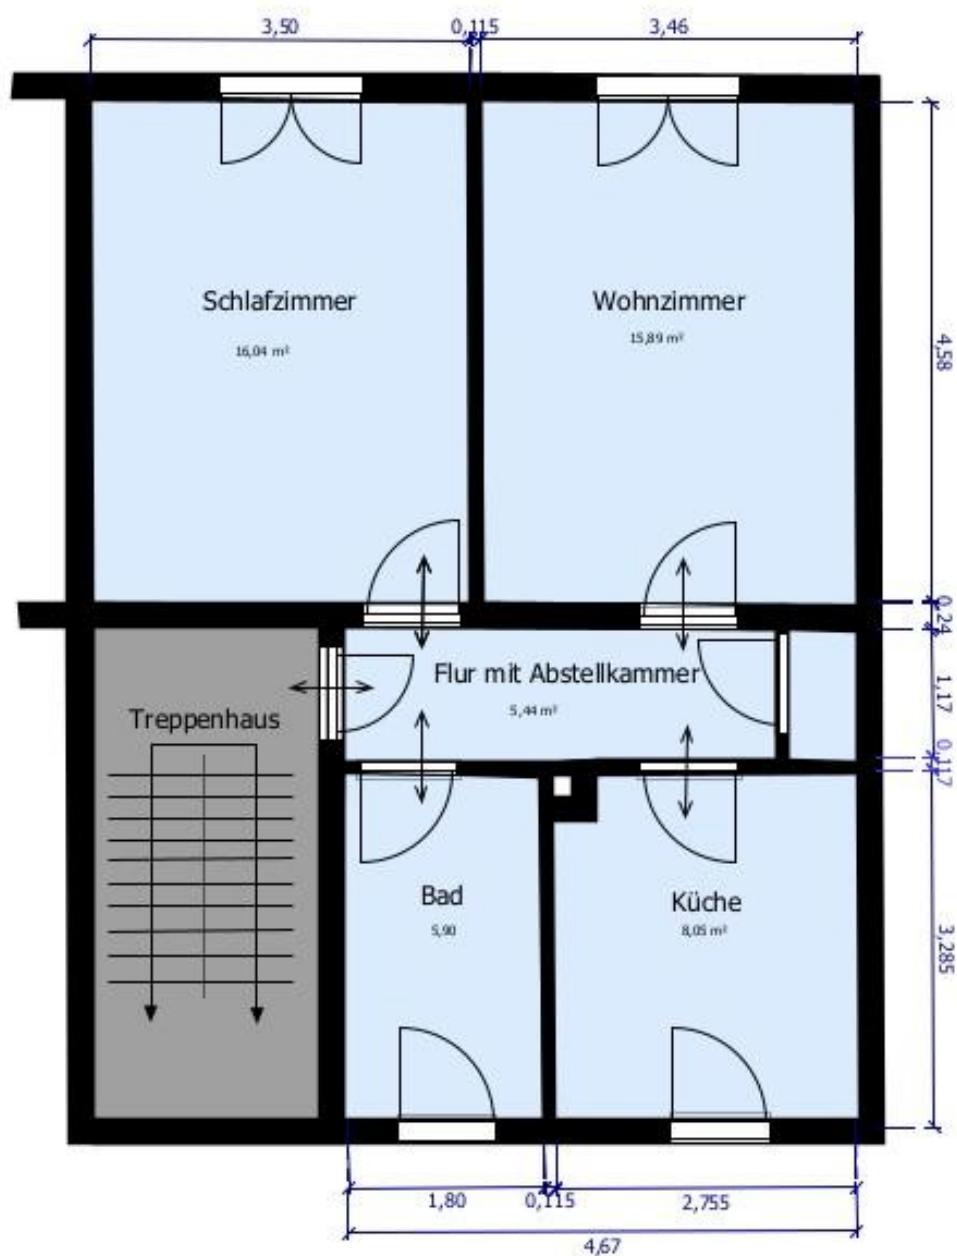 3,50
0,115
3,46
Schlafzimmer
16,04 m²
Wohnzimmer
15,89 m²
4,58
0,24
Flur mit Abstellkammer
5,44 m²
1,17
Treppenhaus
0,117
Bad
5,90
Küche
8,05 m²
3,285
1,80
0,115
2,755
4,67